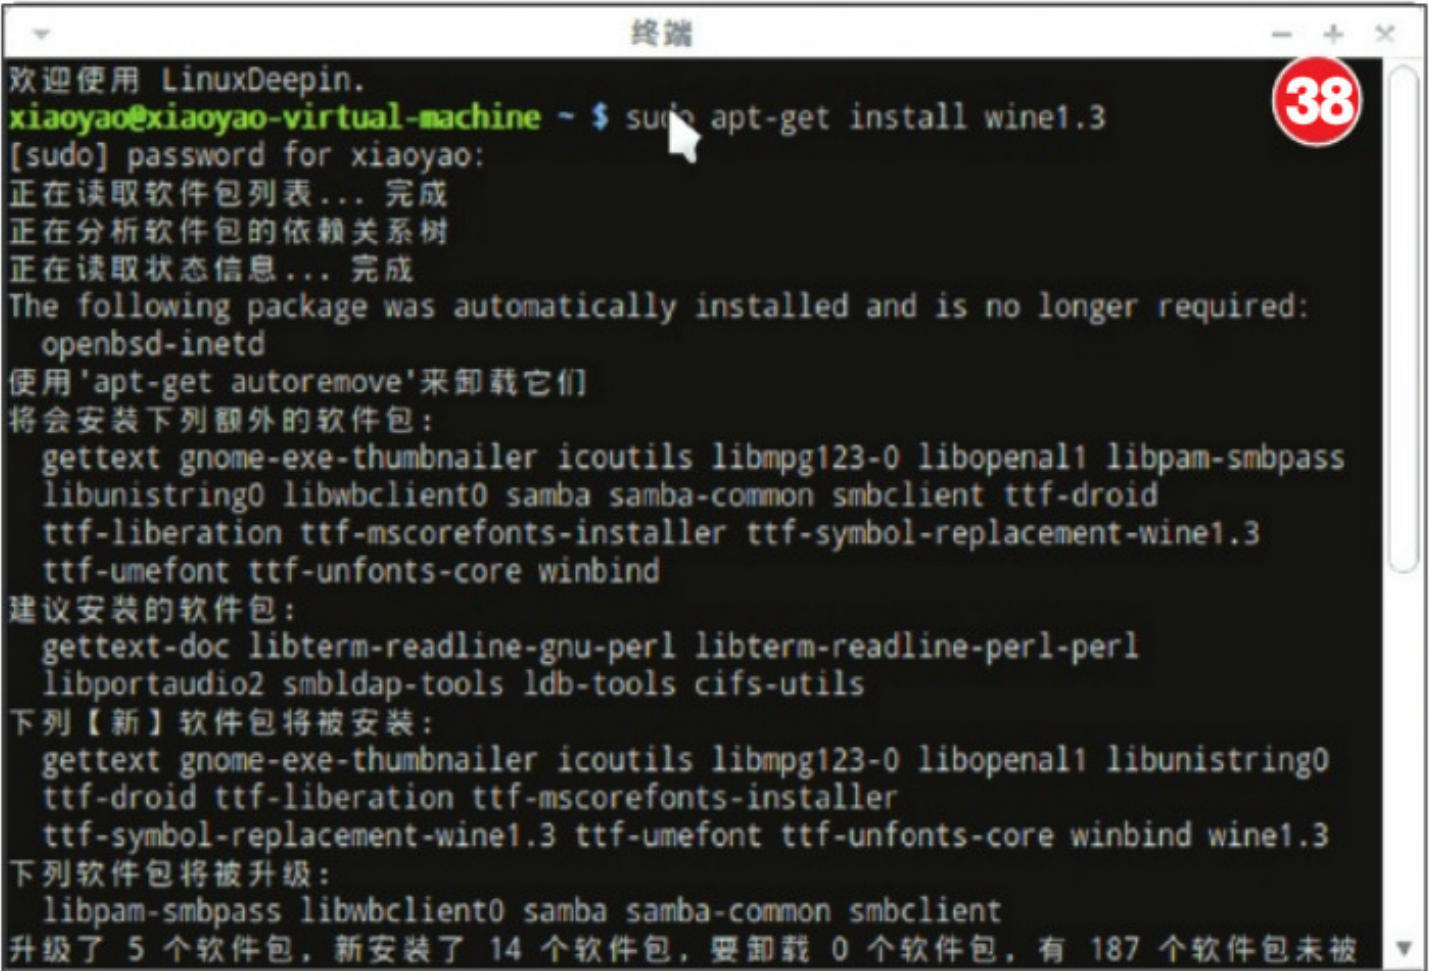 终端
38
欢迎使用 LinuxDeepin.
xiaoyao@xiaoyao-virtual-machine ~ $ sudo apt-get install wine1.3
[sudo] password for xiaoyao:
正在读取软件包列表... 完成
正在分析软件包的依赖关系树
正在读取状态信息... 完成
The following package was automatically installed and is no longer required:
openbsd-inetd
使用'apt-get autoremove'来卸载它们
将会安装下列额外的软件包:
gettext gnome-exe-thumbnailer icoutils libmpg123-0 libopenal1 libpam-smbpass
libunistring0 libwbclient0 samba samba-common smbclient ttf-droid
ttf-liberation ttf-mscorefonts-installer ttf-symbol-replacement-wine1.3
ttf-umefont ttf-unfonts-core winbind
建议安装的软件包:
gettext-doc libterm-readline-gnu-perl libterm-readline-perl-perl
libportaudio2 smbldap-tools ldb-tools cifs-utils
下列【新】软件包将被安装:
gettext gnome-exe-thumbnailer icoutils libmpg123-0 libopenal1 libunistring0
ttf-droid ttf-liberation ttf-mscorefonts-installer
ttf-symbol-replacement-wine1.3 ttf-umefont ttf-unfonts-core winbind wine1.3
下列软件包将被升级:
libpam-smbpass libwbclient0 samba samba-common smbclient
升级了 5 个软件包，新安装了 14 个软件包，要卸载 0 个软件包，有 187 个软件包未被